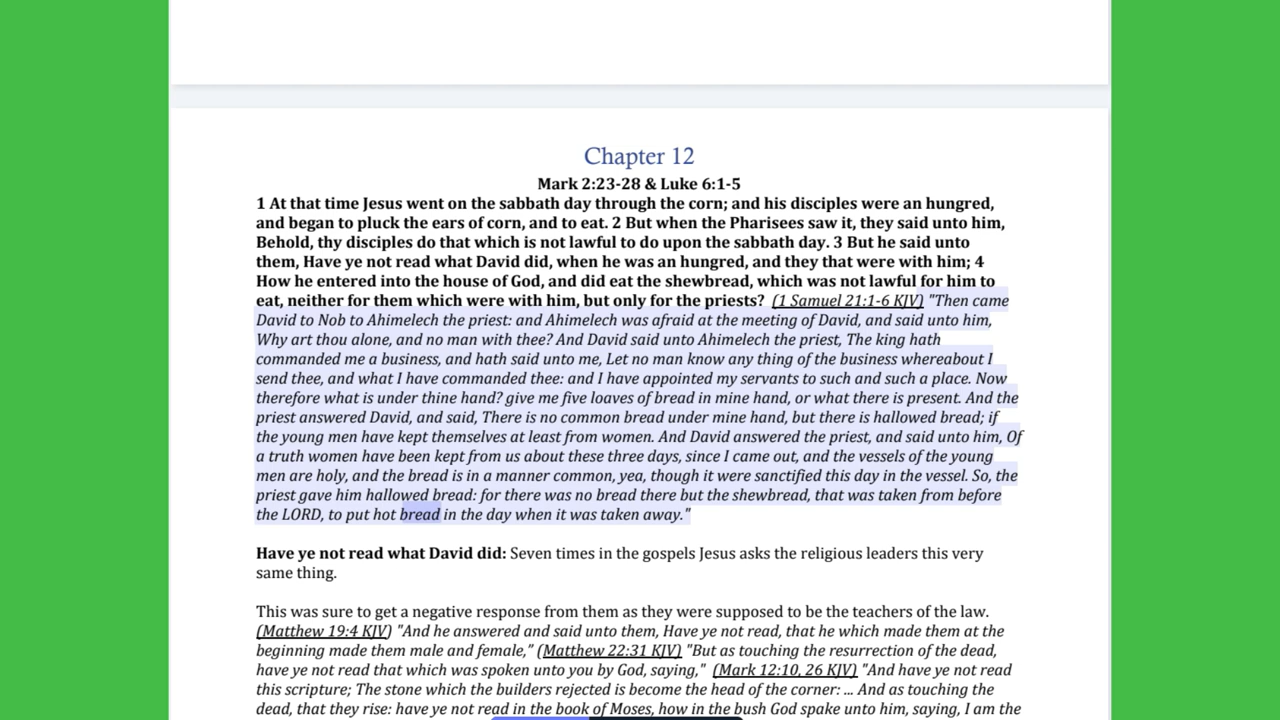 Chapter 12
Mark 2:23-28 & Luke 6:1-5
1 At that time Jesus went on the sabbath day through the corn; and his disciples were an hungred,
and began to pluck the ears of corn, and to eat. 2 But when the Pharisees saw it, they said unto him,
Behold, thy disciples do that which is not lawful to do upon the sabbath day. 3 But he said unto
them, Have ye not read what David did, when he was an hungred, and they that were with him; 4
How he entered into the house of God, and did eat the shewbread, which was not lawful for him to
eat, neither for them which were with him, but only for the priests? (1 Samuel 21:1-6 KJV) "Then came
David to Nob to Ahimelech the priest: and Ahimelech was afraid at the meeting of David, and said unto him,
Why art thou alone, and no man with thee? And David said unto Ahimelech the priest, The king hath
commanded me a business, and hath said unto me, Let no man know any thing of the business whereabout I
send thee, and what I have commanded thee: and I have appointed my servants to such and such a place. Now
therefore what is under thine hand? give me five loaves of bread in mine hand, or what there is present. And the
priest answered David, and said, There is no common bread under mine hand, but there is hallowed bread; if
the young men have kept themselves at least from women. And David answered the priest, and said unto him, Of
a truth women have been kept from us about these three days, since I came out, and the vessels of the young
men are holy, and the bread is in a manner common, yea, though it were sanctified this day in the vessel. So, the
priest gave him hallowed bread: for there was no bread there but the shewbread, that was taken from before
the LORD, to put hot bread in the day when it was taken away."
Have ye not read what David did: Seven times in the gospels Jesus asks the religious leaders this very
same thing.
This was sure to get a negative response from them as they were supposed to be the teachers of the law.
(Matthew 19:4 KJV) "And he answered and said unto them, Have ye not read, that he which made them at the
beginning made them male and female," (Matthew 22:31 KJV) "But as touching the resurrection of the dead,
have ye not read that which was spoken unto you by God, saying," (Mark 12:10, 26 KJV) "And have ye not read
this scripture; The stone which the builders rejected is become the head of the corner: ... And as touching the
dead, that they rise: have ye not read in the book of Moses, how in the bush God spake unto him, saying, I am the